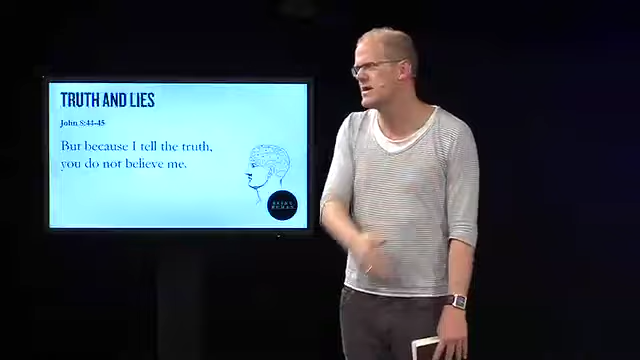 TRUTH AND LIES
John 8:44-45
But because I tell the truth,
you do not believe me.